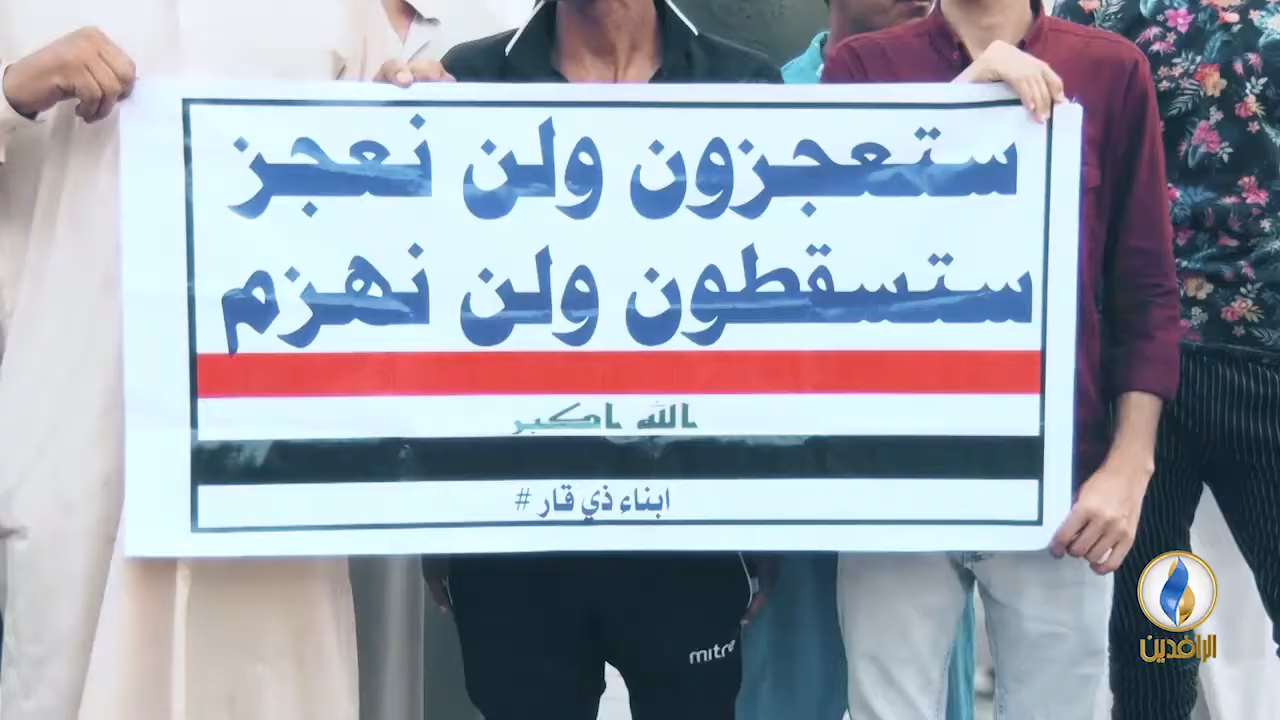 ستعجزون ولن نعجز
ستسقطون ولن نهزم
الله اكبر
ابناء ذي قار #
mitre
الرافدين